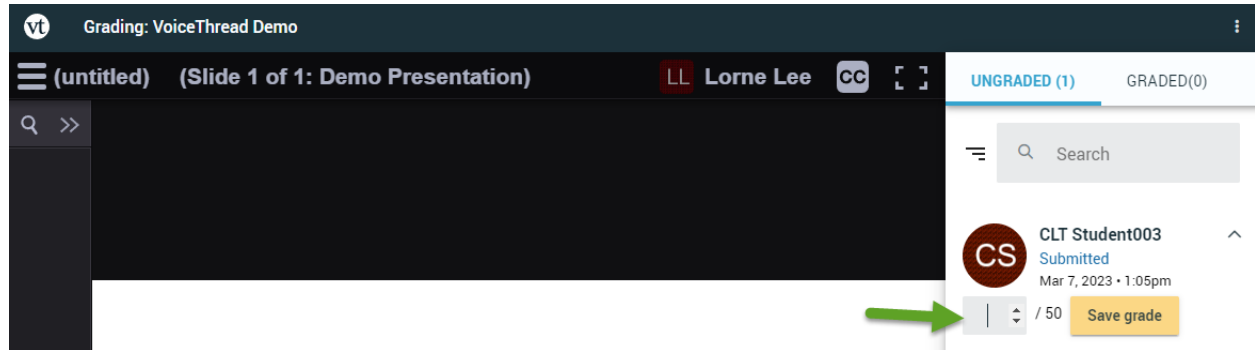 vt Grading: VoiceThread Demo
(untitled) (Slide 1 of 1: Demo Presentation) LL Lorne Lee CC
UNGRADED (1) GRADED(0)
Search
CS
CLT Student003
Submitted
Mar 7, 2023 • 1:05pm
/ 50 Save grade